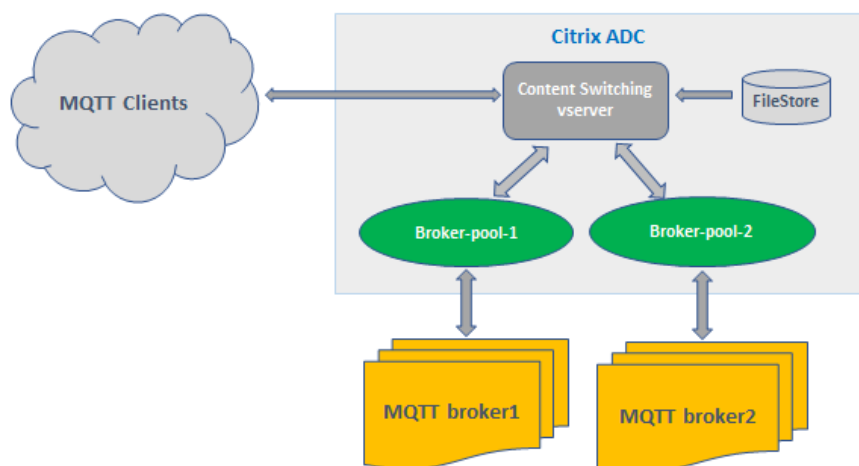 Citrix ADC
MQTT Clients
Content Switching
vserver
FileStore
Broker-pool-1
Broker-pool-2
MQTT broker1
MQTT broker2